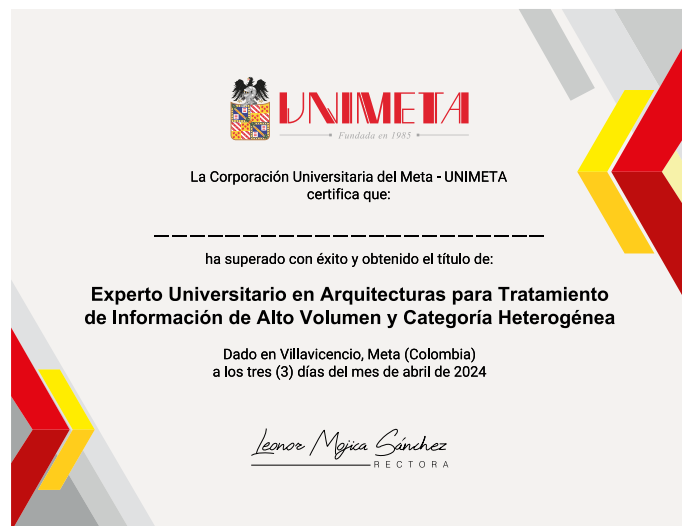 UNIMETA
Fundada en 1985
La Corporación Universitaria del Meta - UNIMETA
certifica que:
ha superado con éxito y obtenido el título de:
Experto Universitario en Arquitecturas para Tratamiento
de Información de Alto Volumen y Categoría Heterogénea
Dado en Villavicencio, Meta (Colombia)
a los tres (3) días del mes de abril de 2024
Leonor Mojica Sánchez
RECTORA